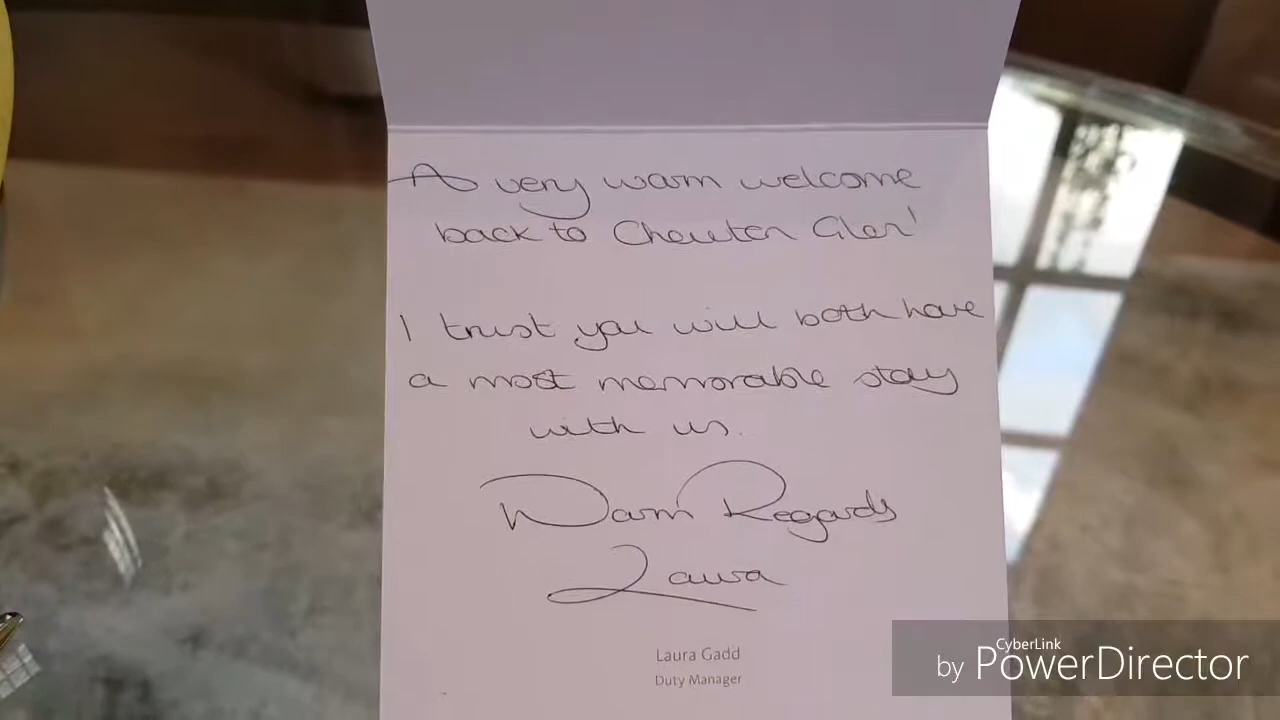 A very warm welcome
back to Chewton Glen!
I trust you will both have
a most memorable stay
with us.
Warm Regards
Laura
Laura Gadd
Duty Manager
CyberLink
by PowerDirector